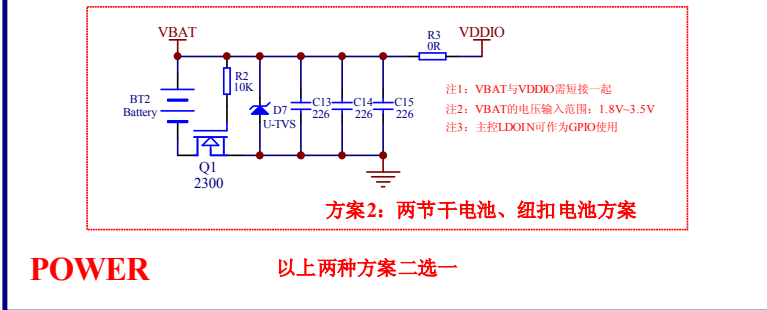 VBAT
R3
0R
VDDIO
BT2
Battery
R2
10K
D7
U-TVS
C13
226
C14
226
C15
226
Q1
2300
注1：VBAT与VDDIO需短接一起
注2：VBAT的电压输入范围：1.8V~3.5V
注3：主控LDOIN可作为GPIO使用
方案2：两节干电池、纽扣电池方案
POWER
以上两种方案二选一